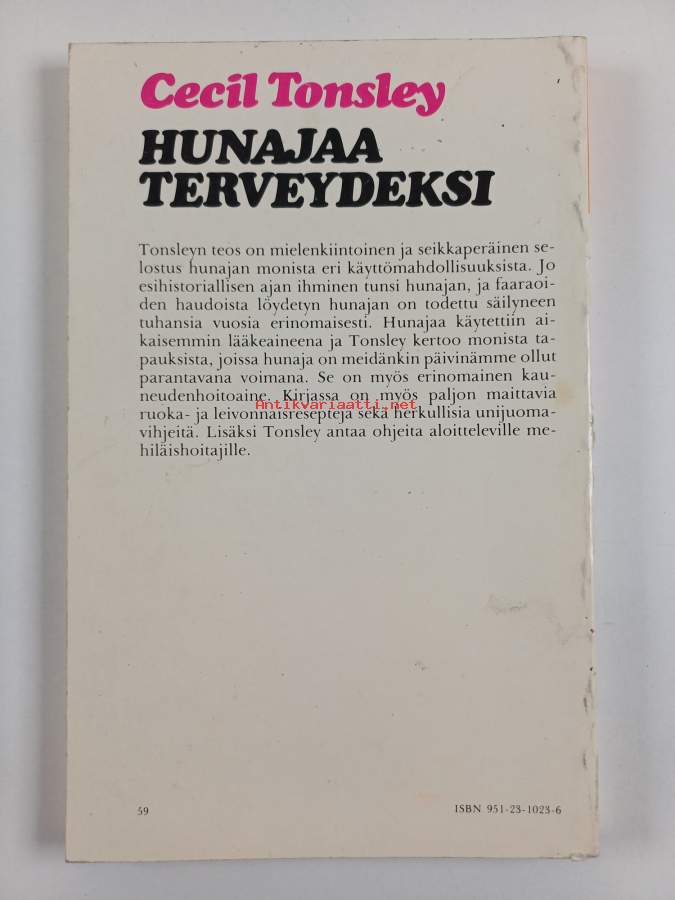 Cecil Tonsley
HUNAJAA
TERVEYDEKSI
Tonsleyn teos on mielenkiintoinen ja seikkaperäinen se-
lostus hunajan monista eri käyttömahdollisuuksista. Jo
esihistoriallisen ajan ihminen tunsi hunajan, ja faaraoi-
den haudoista löydetyn hunajan on todettu säilyneen
tuhansia vuosia erinomaisesti. Hunajaa käytettiin ai-
kaisemmin lääkeaineena ja Tonsley kertoo monista ta-
pauksista, joissa hunaja on meidänkin päivinämme ollut
parantavana voimana. Se on myös erinomainen kau-
neudenhoitoaine. Kirjassa on myös paljon maittavia
Antikvariaatti.net
ruoka- ja leivonnaisreseptejä sekä herkullisia unijuoma-
vihjeitä. Lisäksi Tonsley antaa ohjeita aloitteleville me-
hiläishoitajille.
59
ISBN 951-23-1023-6